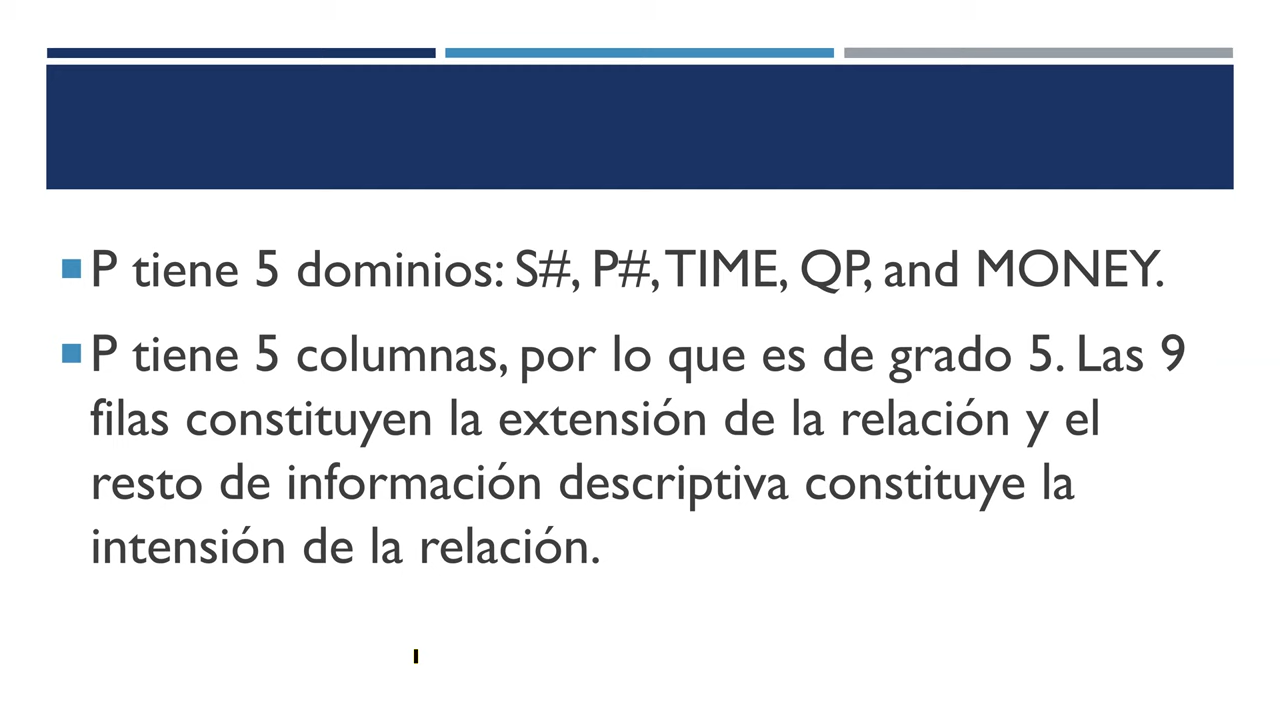 P tiene 5 dominios: S#, P#, TIME, QP, and MONEY.
P tiene 5 columnas, por lo que es de grado 5. Las 9
filas constituyen la extensión de la relación y el
resto de información descriptiva constituye la
intensión de la relación.